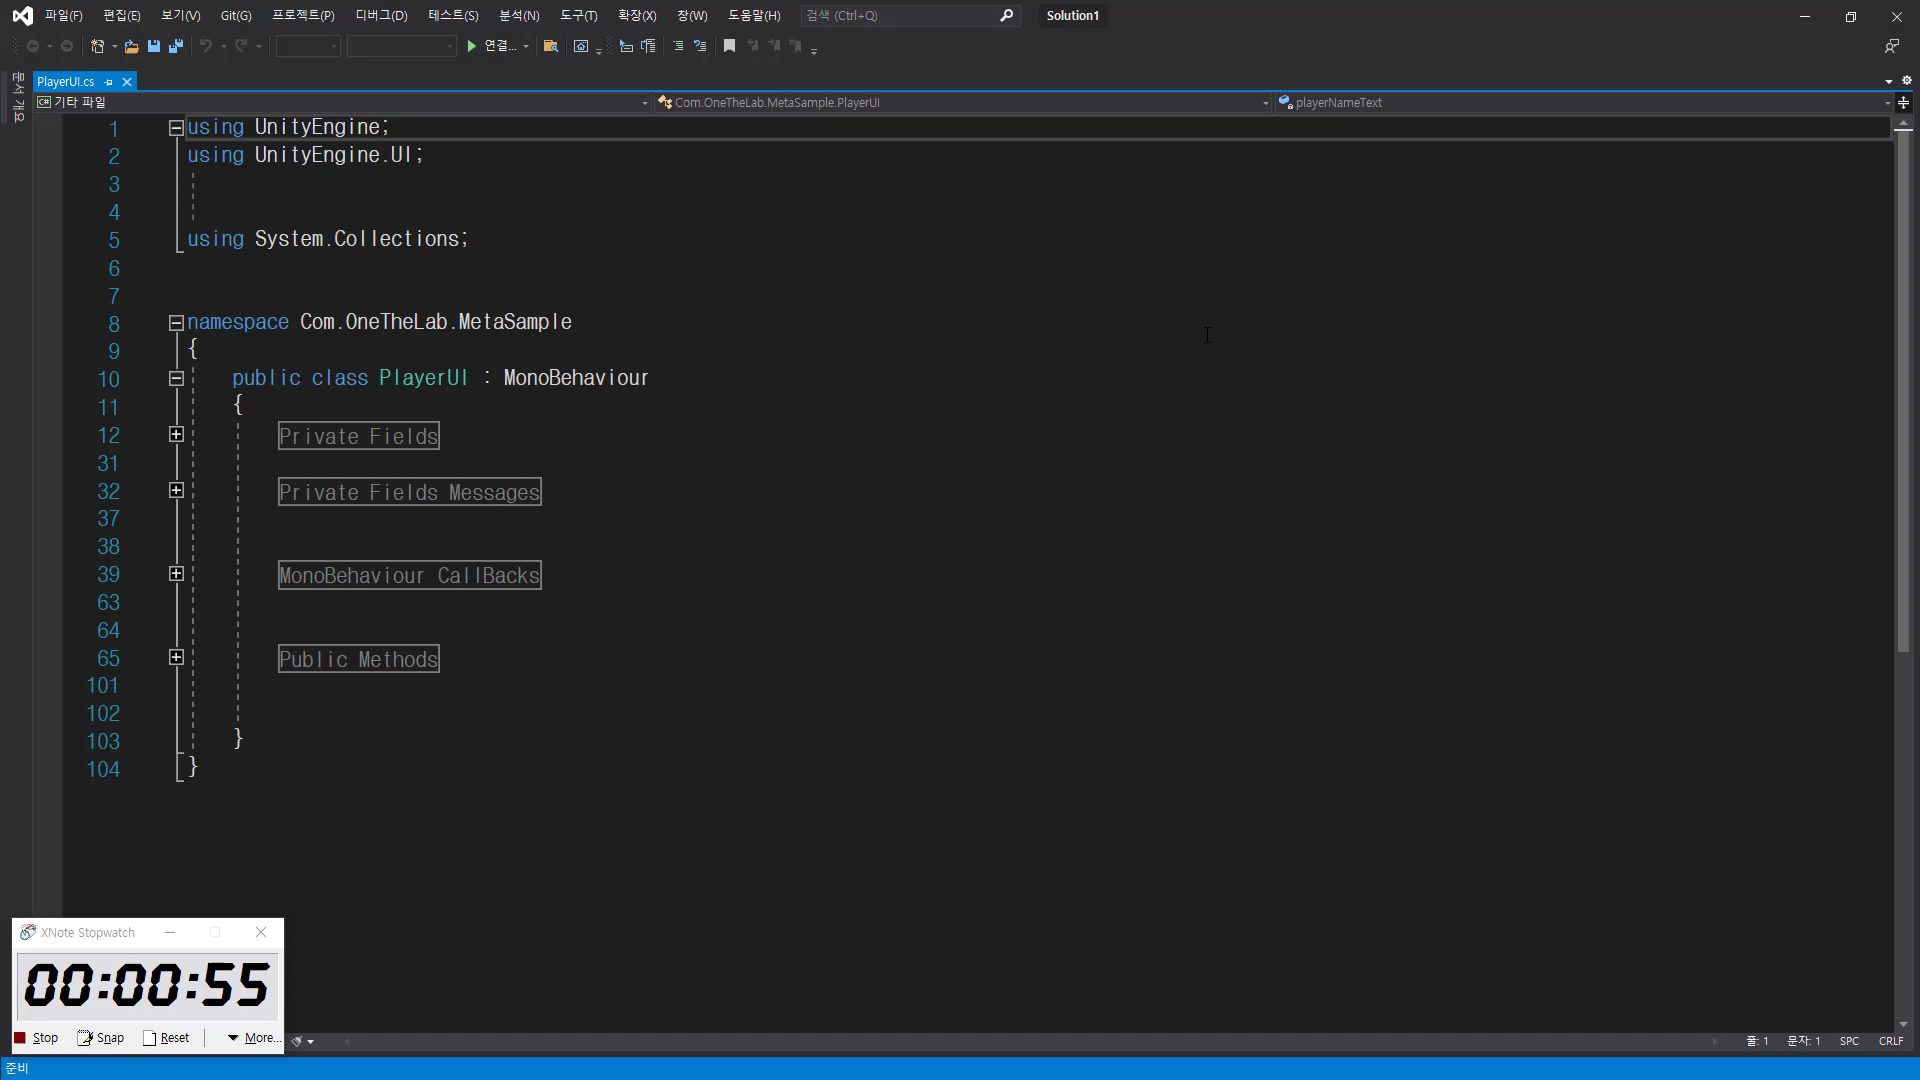 파일(F) 편집(E) 보기(V) Git(G) 프로젝트(P) 디버그(D) 테스트(S) 분석(N) 도구(T) 확장(X) 창(W) 도움말(H) 검색 (Ctrl+Q) Solution1
연결...
문서 개요
PlayerUI.cs
C# 기타 파일 Com.OneTheLab.MetaSample.PlayerUI playerNameText
1 using UnityEngine;
2 using UnityEngine.UI;
3
4
5 using System.Collections;
6
7
8 namespace Com.OneTheLab.MetaSample
9 {
10 public class PlayerUI : MonoBehaviour
11 {
12 Private Fields
31
32 Private Fields Messages
37
38
39 MonoBehaviour CallBacks
63
64
65 Public Methods
101
102
103 }
104 }
XNote Stopwatch
00:00:55
Stop Snap Reset More...
줄: 1 문자: 1 SPC CRLF
준비